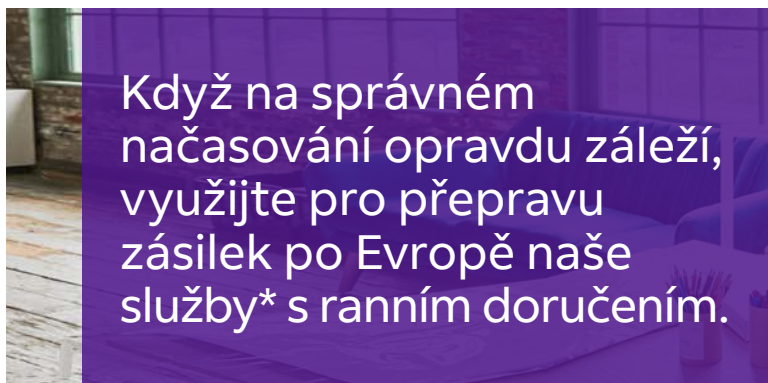 Když na správném
načasování opravdu záleží,
využijte pro přepravu
zásilek po Evropě naše
služby* s ranním doručením.